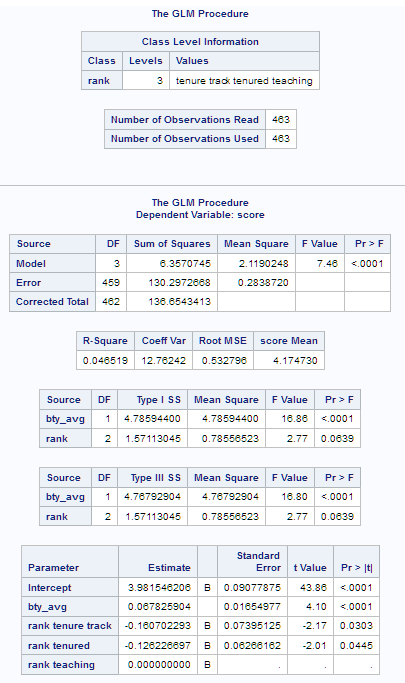 The GLM Procedure
Class Level Information
Class Levels Values
rank 3 tenure track tenured teaching
Number of Observations Read 463
Number of Observations Used 463
The GLM Procedure
Dependent Variable: score
Source DF Sum of Squares Mean Square F Value Pr > F
Model 3 6.3570745 2.1190248 7.46 <.0001
Error 459 130.2972668 0.2838720
Corrected Total 462 136.6543413
R-Square Coeff Var Root MSE score Mean
0.046519 12.76242 0.532796 4.174730
Source DF Type I SS Mean Square F Value Pr > F
bty_avg 1 4.78594400 4.78594400 16.86 <.0001
rank 2 1.57113045 0.78556523 2.77 0.0639
Source DF Type III SS Mean Square F Value Pr > F
bty_avg 1 4.76792904 4.76792904 16.80 <.0001
rank 2 1.57113045 0.78556523 2.77 0.0639
Parameter Estimate Standard Error t Value Pr > |t|
Intercept 3.981546206 B 0.09077875 43.86 <.0001
bty_avg 0.067825904 0.01654977 4.10 <.0001
rank tenure track -0.160702293 B 0.07395125 -2.17 0.0303
rank tenured -0.126226697 B 0.06266162 -2.01 0.0445
rank teaching 0.000000000 B . . .